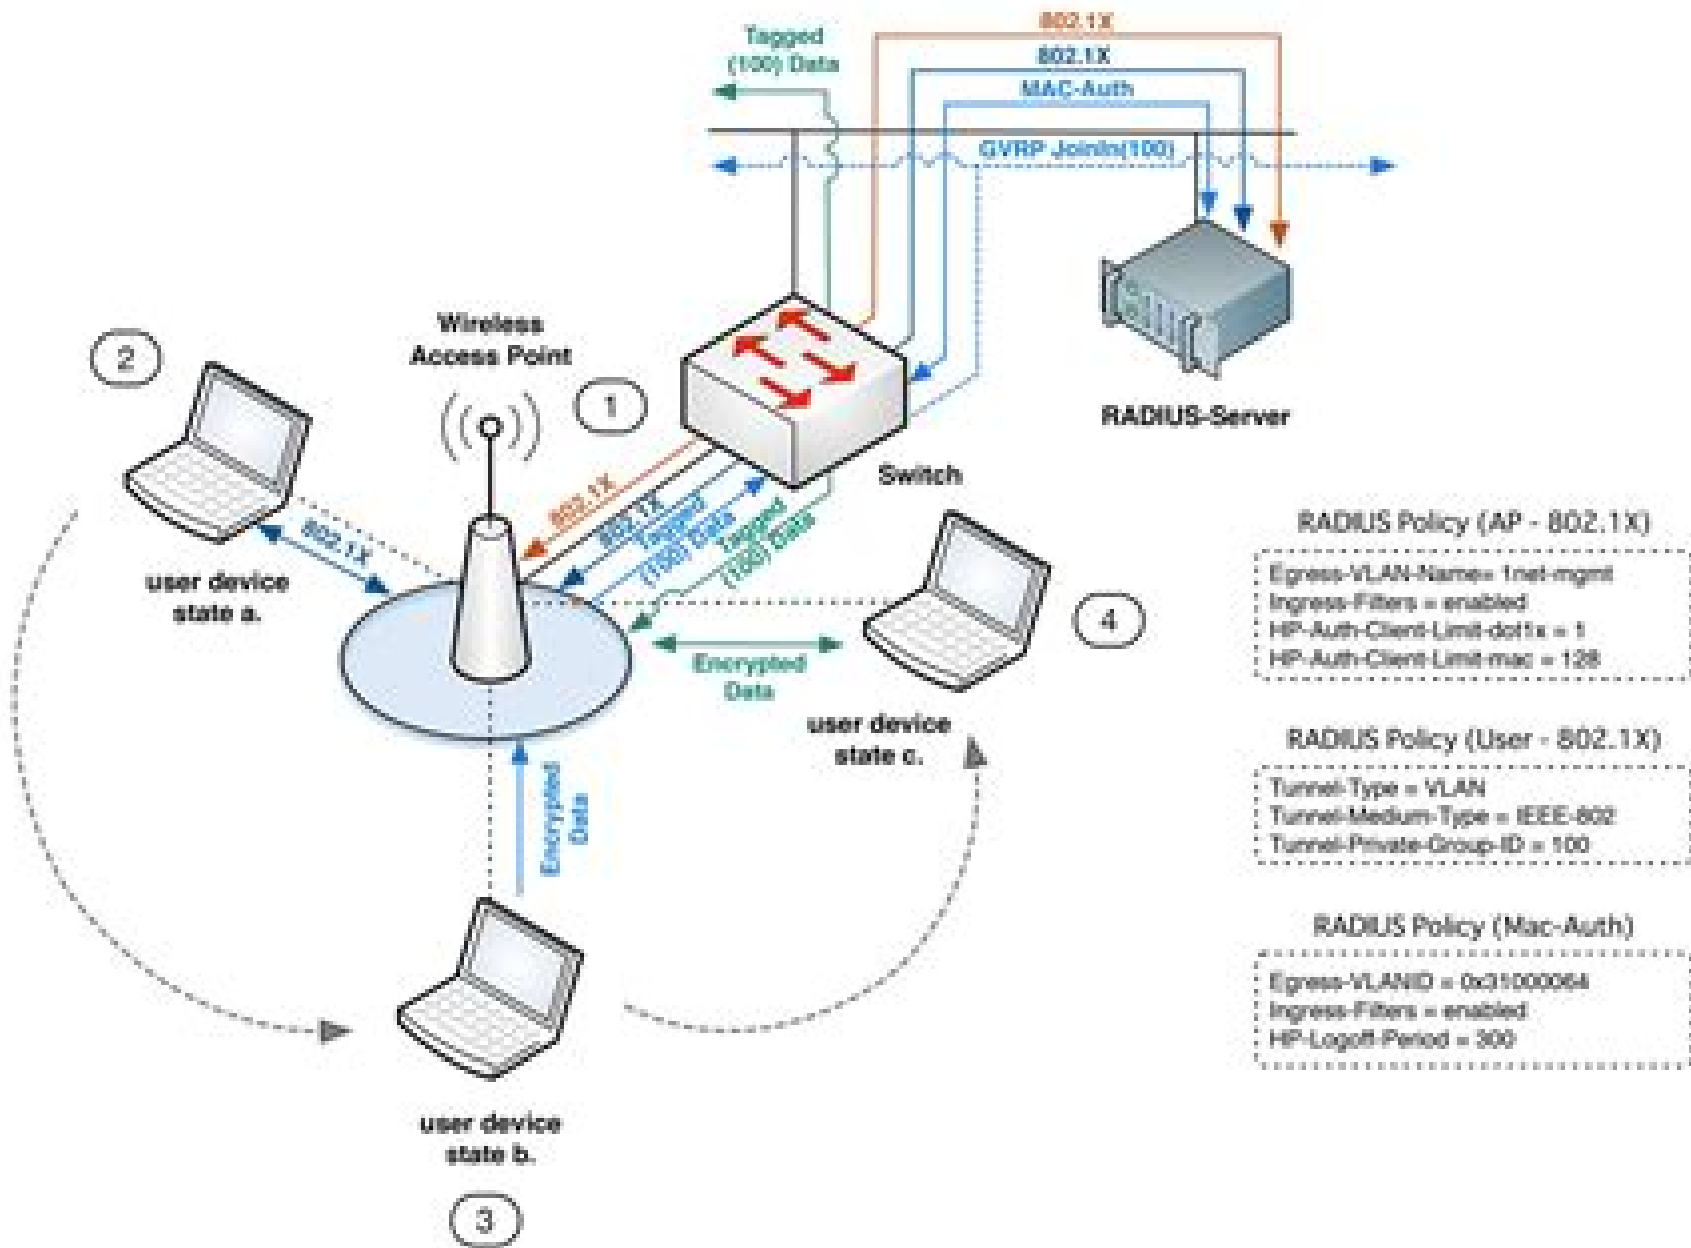 802.1X
Tagged
(100) Data
802.1X
MAC-Auth
GVRP JoinIn(100)
Wireless
Access Point
2
1
RADIUS-Server
Switch
802.1X
802.1X
Tagged
(100) Data
Tagged
(100) Data
802.1X
user device
state a.
4
Encrypted
Data
user device
state c.
Encrypted
Data
user device
state b.
3
RADIUS Policy (AP - 802.1X)
Egress-VLAN-Name= 1net-mgmt
Ingress-Filters = enabled
HP-Auth-Client-Limit-dot1x = 1
HP-Auth-Client-Limit-mac = 128
RADIUS Policy (User - 802.1X)
Tunnel-Type = VLAN
Tunnel-Medium-Type = IEEE-802
Tunnel-Private-Group-ID = 100
RADIUS Policy (Mac-Auth)
Egress-VLANID = 0x31000064
Ingress-Filters = enabled
HP-Logoff-Period = 300